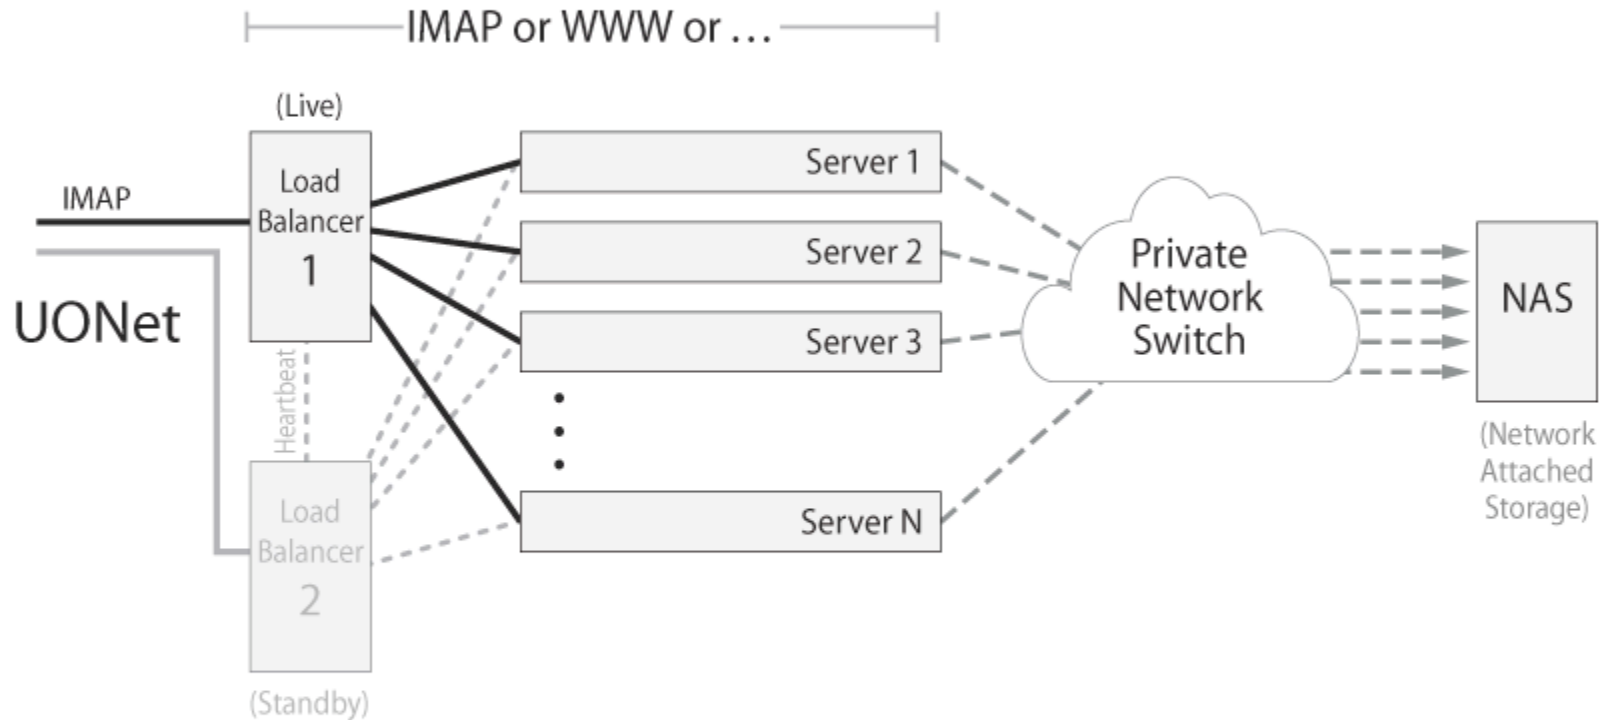 IMAP or WWW or …
(Live)
Load
Balancer
1
IMAP
UONet
Heartbeat
Load
Balancer
2
(Standby)
Server 1
Server 2
Server 3
Server N
Private
Network
Switch
NAS
(Network
Attached
Storage)